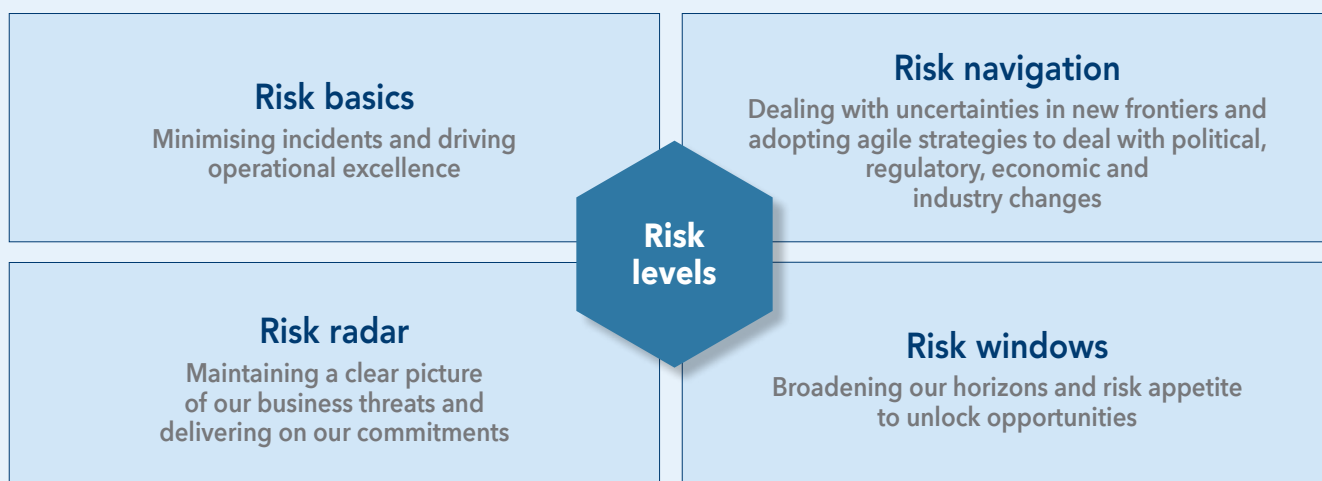 Risk basics
Minimising incidents and driving
operational excellence
Risk navigation
Dealing with uncertainties in new frontiers and
adopting agile strategies to deal with political,
regulatory, economic and
industry changes
Risk
levels
Risk radar
Maintaining a clear picture
of our business threats and
delivering on our commitments
Risk windows
Broadening our horizons and risk appetite
to unlock opportunities